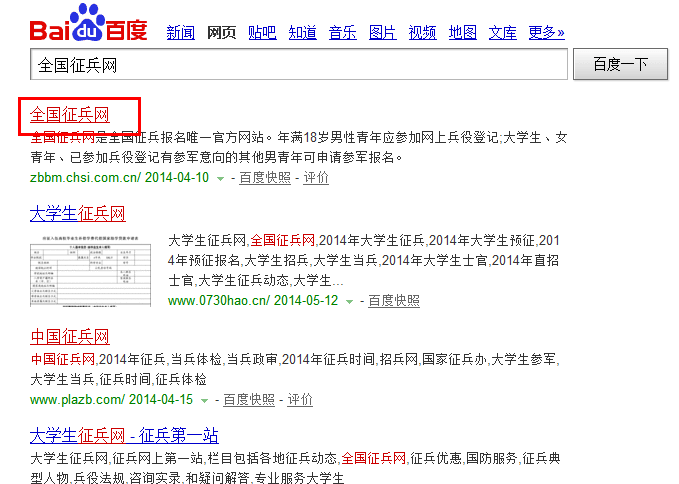 Bai du 百度 新闻 网页 贴吧 知道 音乐 图片 视频 地图 文库 更多»
全国征兵网 百度一下
全国征兵网
全国征兵网是全国征兵报名唯一官方网站。年满18岁男性青年应参加网上兵役登记;大学生、女
青年、已参加兵役登记有参军意向的其他男青年可申请参军报名。
zbbm.chsi.com.cn/ 2014-04-10 - 百度快照 - 评价
大学生征兵网
大学生征兵网,全国征兵网,2014年大学生征兵,2014年大学生预征,201
4年预征报名,大学生招兵,大学生当兵,2014年大学生士官,2014年直招
士官,大学生征兵动态,大学生...
www.0730hao.cn/ 2014-05-12 - 百度快照
中国征兵网
中国征兵网,2014年征兵,当兵体检,当兵政审,2014年征兵时间,招兵网,国家征兵办,大学生参军,
大学生当兵,征兵时间,征兵体检
www.plazb.com/ 2014-04-15 - 百度快照 - 评价
大学生征兵网 - 征兵第一站
大学生征兵网,征兵网上第一站,栏目包括各地征兵动态,全国征兵网,征兵优惠,国防服务,征兵典
型人物,兵役法规,咨询实录,和疑问解答,专业服务大学生